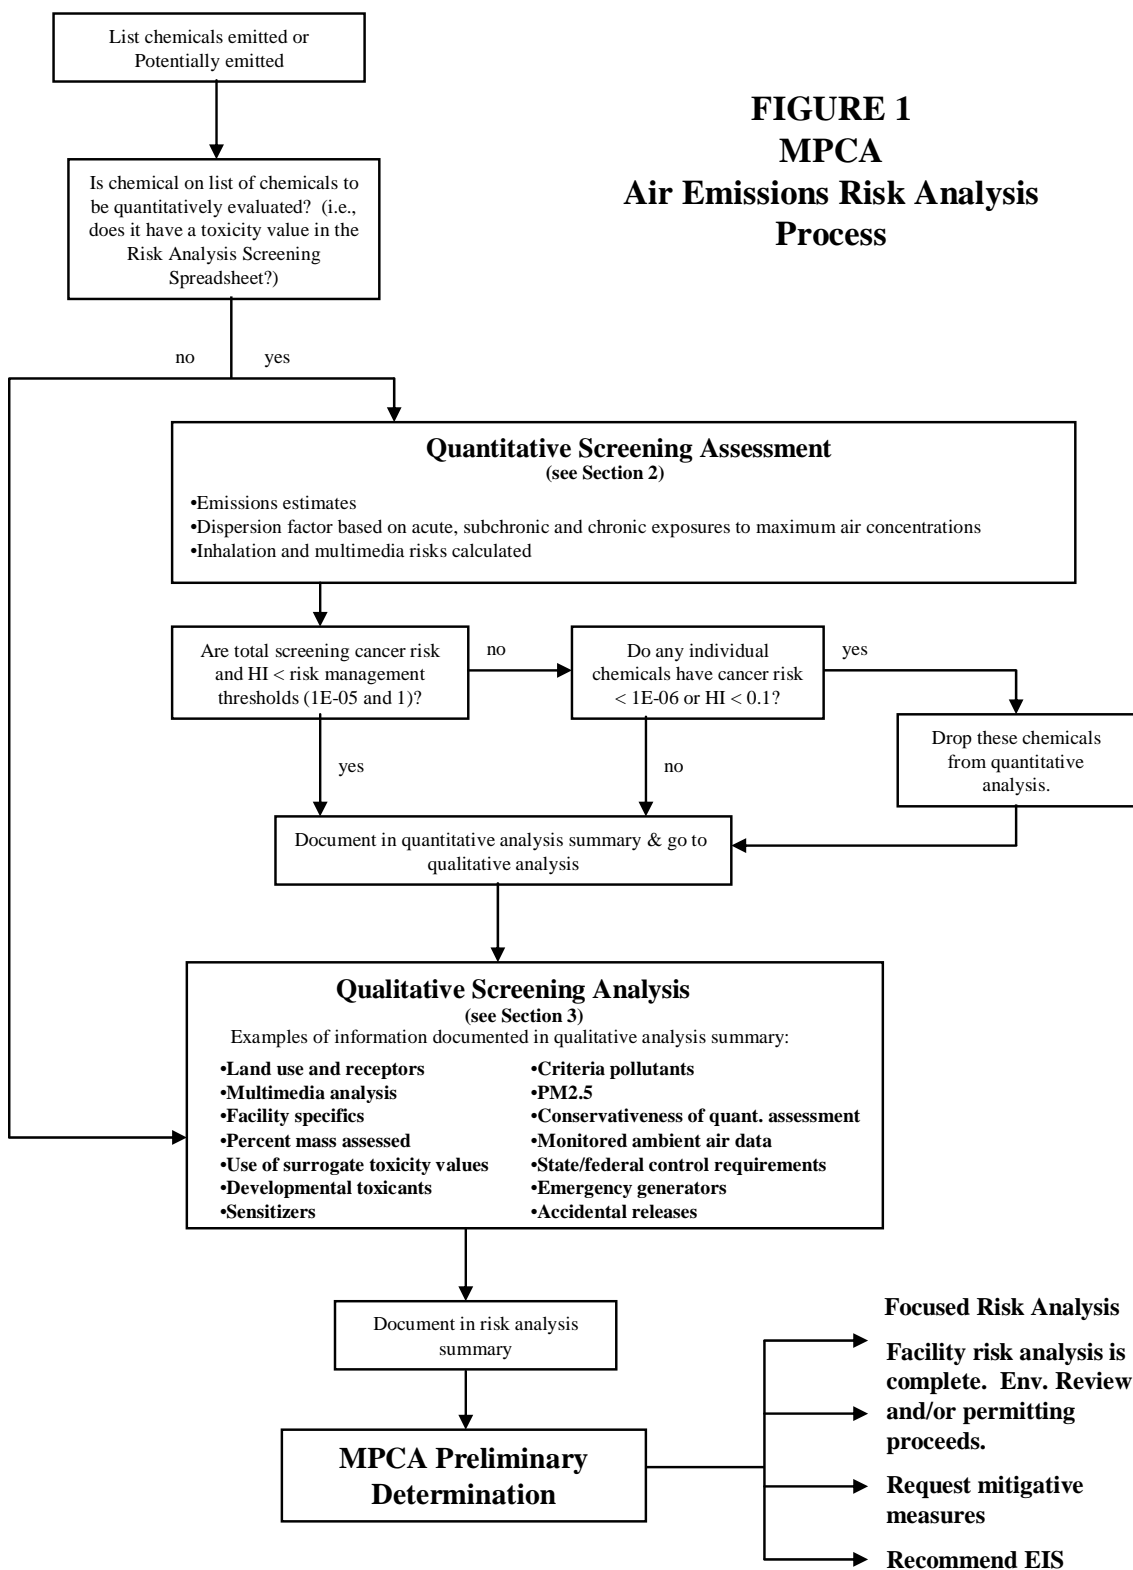 List chemicals emitted or
Potentially emitted
FIGURE 1
MPCA
Air Emissions Risk Analysis
Process
Is chemical on list of chemicals to
be quantitatively evaluated?  (i.e.,
does it have a toxicity value in the
Risk Analysis Screening
Spreadsheet?)
no
yes
Quantitative Screening Assessment
(see Section 2)
•Emissions estimates
•Dispersion factor based on acute, subchronic and chronic exposures to maximum air concentrations
•Inhalation and multimedia risks calculated
Are total screening cancer risk
and HI < risk management
thresholds (1E-05 and 1)?
no
Do any individual
chemicals have cancer risk
< 1E-06 or HI < 0.1?
yes
Drop these chemicals
from quantitative
analysis.
yes
no
Document in quantitative analysis summary & go to
qualitative analysis
Qualitative Screening Analysis
(see Section 3)
Examples of information documented in qualitative analysis summary:
•Land use and receptors
•Multimedia analysis
•Facility specifics
•Percent mass assessed
•Use of surrogate toxicity values
•Developmental toxicants
•Sensitizers
•Criteria pollutants
•PM2.5
•Conservativeness of quant. assessment
•Monitored ambient air data
•State/federal control requirements
•Emergency generators
•Accidental releases
Document in risk analysis
summary
MPCA Preliminary
Determination
Focused Risk Analysis
Facility risk analysis is
complete.  Env. Review
and/or permitting
proceeds.
Request mitigative
measures
Recommend EIS